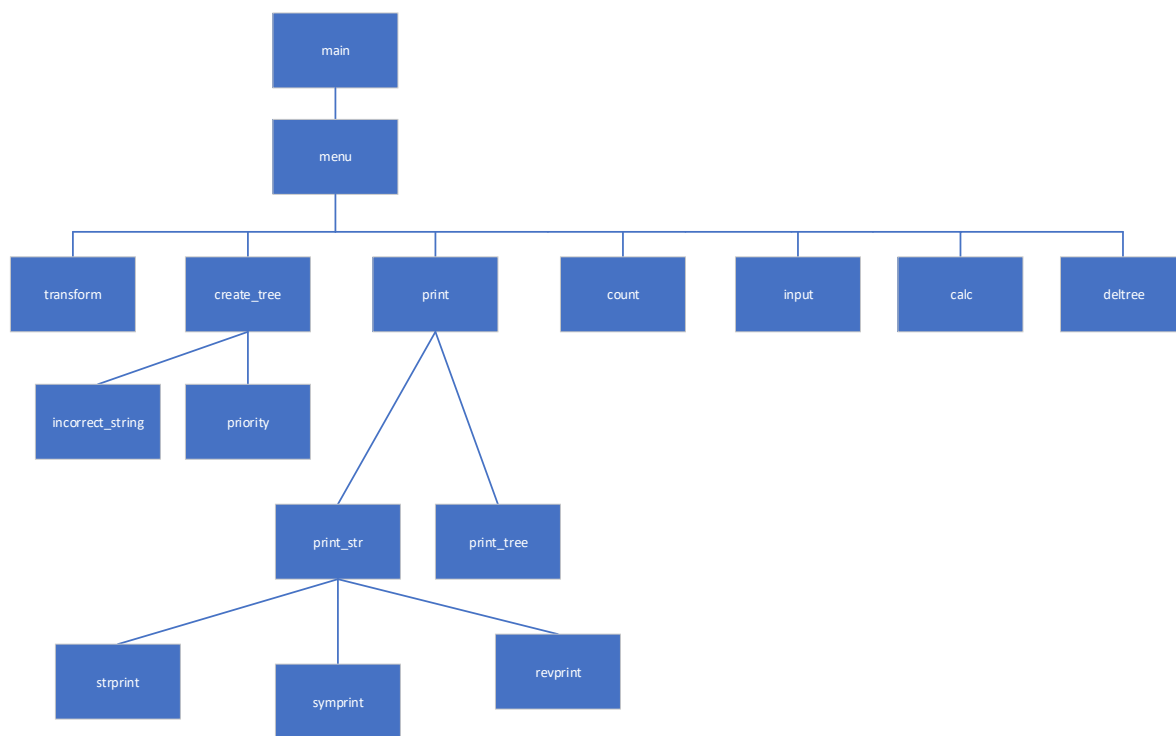 main
menu
transform
create_tree
print
count
input
calc
deltree
incorrect_string
priority
print_str
print_tree
strprint
symprint
revprint